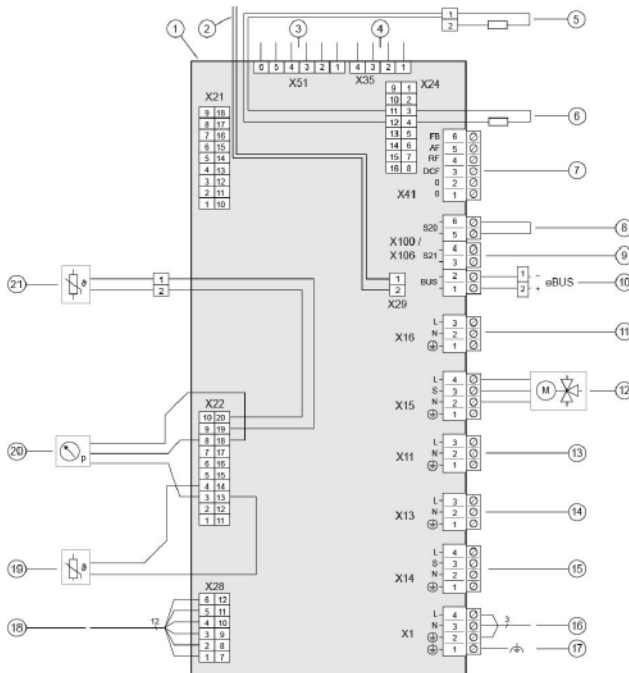 1
2
3
4
1
2
5
6 5 4 3 2 1
4 3 2 1
X51
X35
X24
X21
9 1
10 2
11 3
12 4
13 5
14 6
15 7
16 8
6
9 18
8 17
7 16
6 15
5 14
4 13
3 12
2 11
1 10
FB 6
AF 5
RF 4
DCF 3
0 2
0 1
7
X41
S20 6
5
8
X100 /
X106
S21 4
3
9
BUS 2
1
1 –
2 +
eBUS
10
1
2
X29
21
ϑ
1
2
X16
L 3
N 2
1
11
X15
L 4
S 3
N 2
1
M
12
X22
10 20
9 19
8 18
7 17
6 16
5 15
4 14
3 13
2 12
1 11
20
p
X11
L 3
N 2
1
13
X13
L 3
N 2
1
14
19
ϑ
X14
L 4
S 3
N 2
1
15
X28
6 12
5 11
4 10
3 9
2 8
1 7
18
12
X1
L 4
N 3
2
1
3
16
17